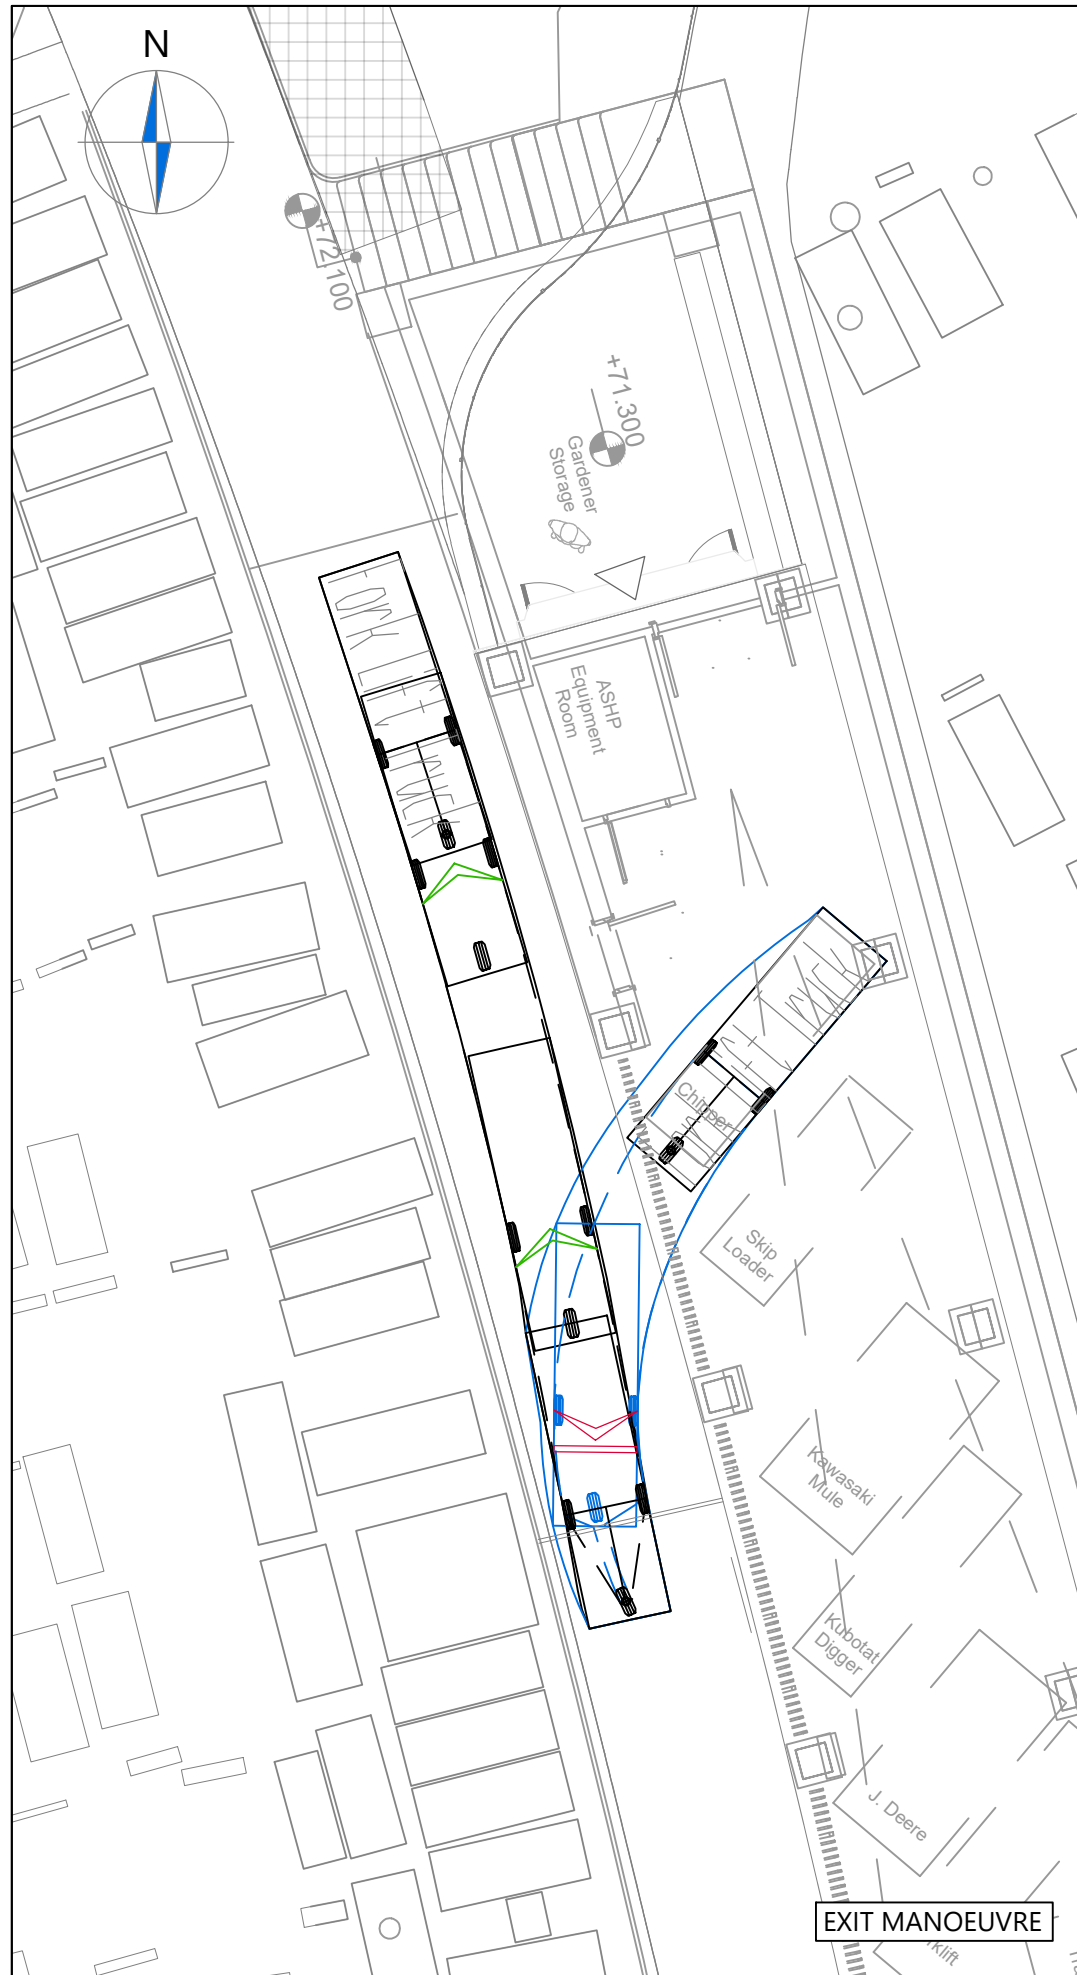 N
+72.100
+71.300
Gardener
Storage
ASHP
Equipment
Room
Chipper
Skip
Loader
Kawasaki
Mule
Kubotat
Digger
J. Deere
EXIT MANOEUVRE